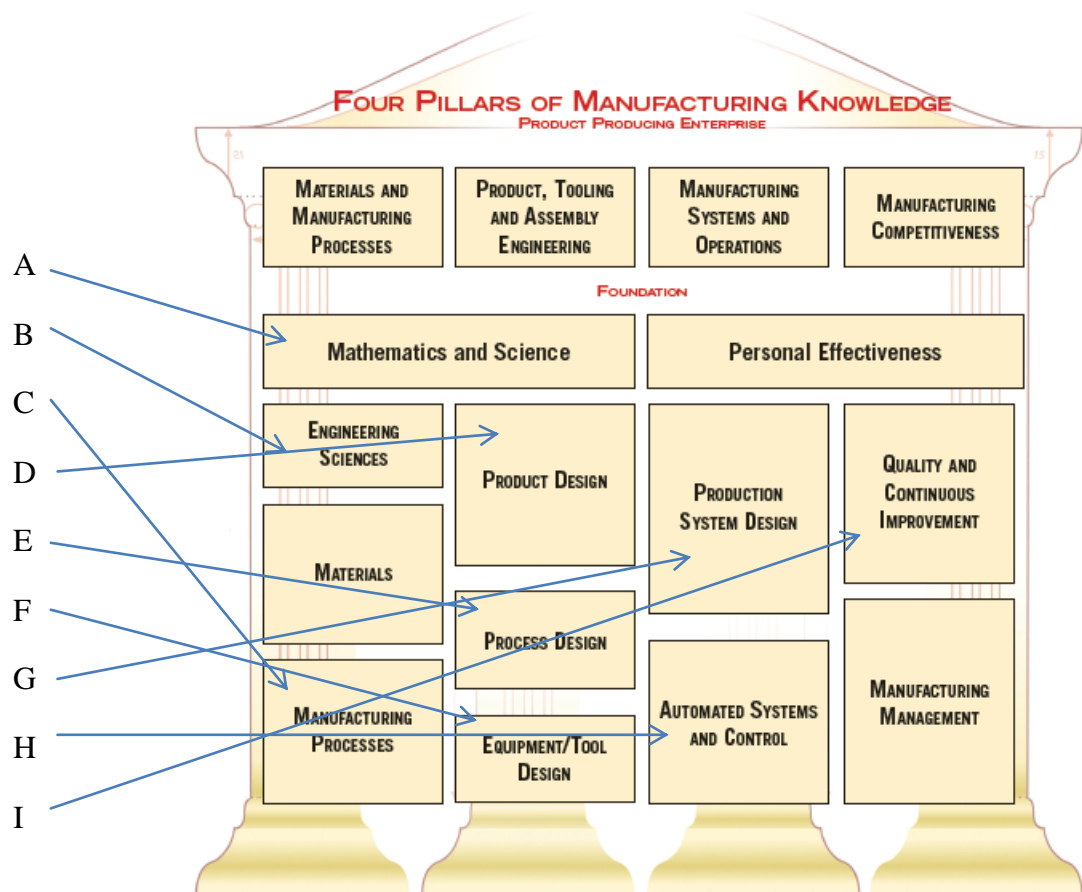 FOUR PILLARS OF MANUFACTURING KNOWLEDGE
PRODUCT PRODUCING ENTERPRISE
MATERIALS AND
MANUFACTURING
PROCESSES
PRODUCT, TOOLING
AND ASSEMBLY
ENGINEERING
MANUFACTURING
SYSTEMS AND
OPERATIONS
MANUFACTURING
COMPETITIVENESS
FOUNDATION
Mathematics and Science
Personal Effectiveness
ENGINEERING
SCIENCES
MATERIALS
MANUFACTURING
PROCESSES
PRODUCT DESIGN
PROCESS DESIGN
EQUIPMENT/TOOL
DESIGN
PRODUCTION
SYSTEM DESIGN
AUTOMATED SYSTEMS
AND CONTROL
QUALITY AND
CONTINUOUS
IMPROVEMENT
MANUFACTURING
MANAGEMENT
A
B
C
D
E
F
G
H
I